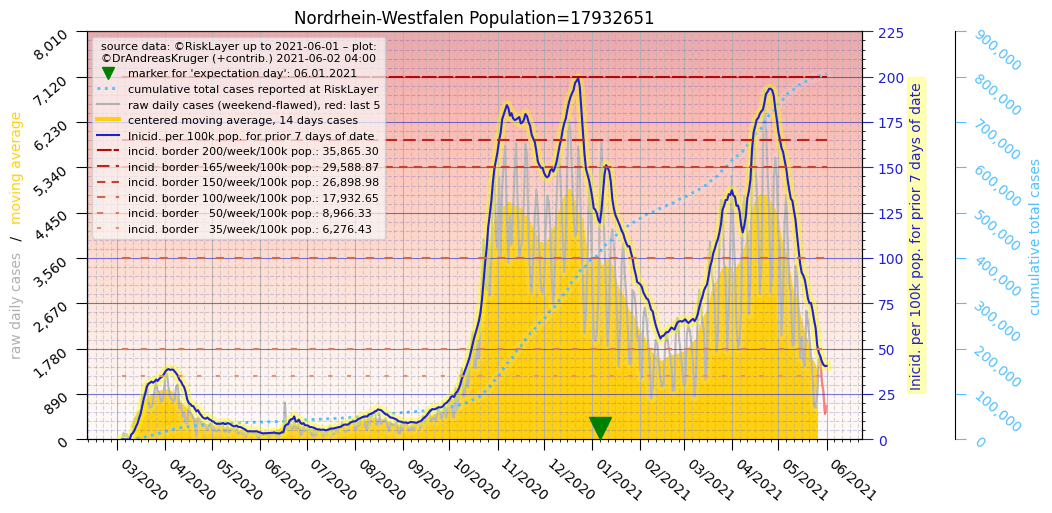 Nordrhein-Westfalen Population=17932651
source data: ©RiskLayer up to 2021-06-01 – plot:
©DrAndreasKruger (+contrib.) 2021-06-02 04:00
marker for 'expectation day': 06.01.2021
cumulative total cases reported at RiskLayer
raw daily cases (weekend-flawed), red: last 5
centered moving average, 14 days cases
Inicid. per 100k pop. for prior 7 days of date
incid. border 200/week/100k pop.: 35,865.30
incid. border 165/week/100k pop.: 29,588.87
incid. border 150/week/100k pop.: 26,898.98
incid. border 100/week/100k pop.: 17,932.65
incid. border 50/week/100k pop.: 8,966.33
incid. border 35/week/100k pop.: 6,276.43
raw daily cases / moving average
8,010
7,120
6,230
5,340
4,450
3,560
2,670
1,780
890
0
03/2020
04/2020
05/2020
06/2020
07/2020
08/2020
09/2020
10/2020
11/2020
12/2020
01/2021
02/2021
03/2021
04/2021
05/2021
06/2021
225
200
175
150
125
100
75
50
25
0
Inicid. per 100k pop. for prior 7 days of date
900,000
800,000
700,000
600,000
500,000
400,000
300,000
200,000
100,000
0
cumulative total cases